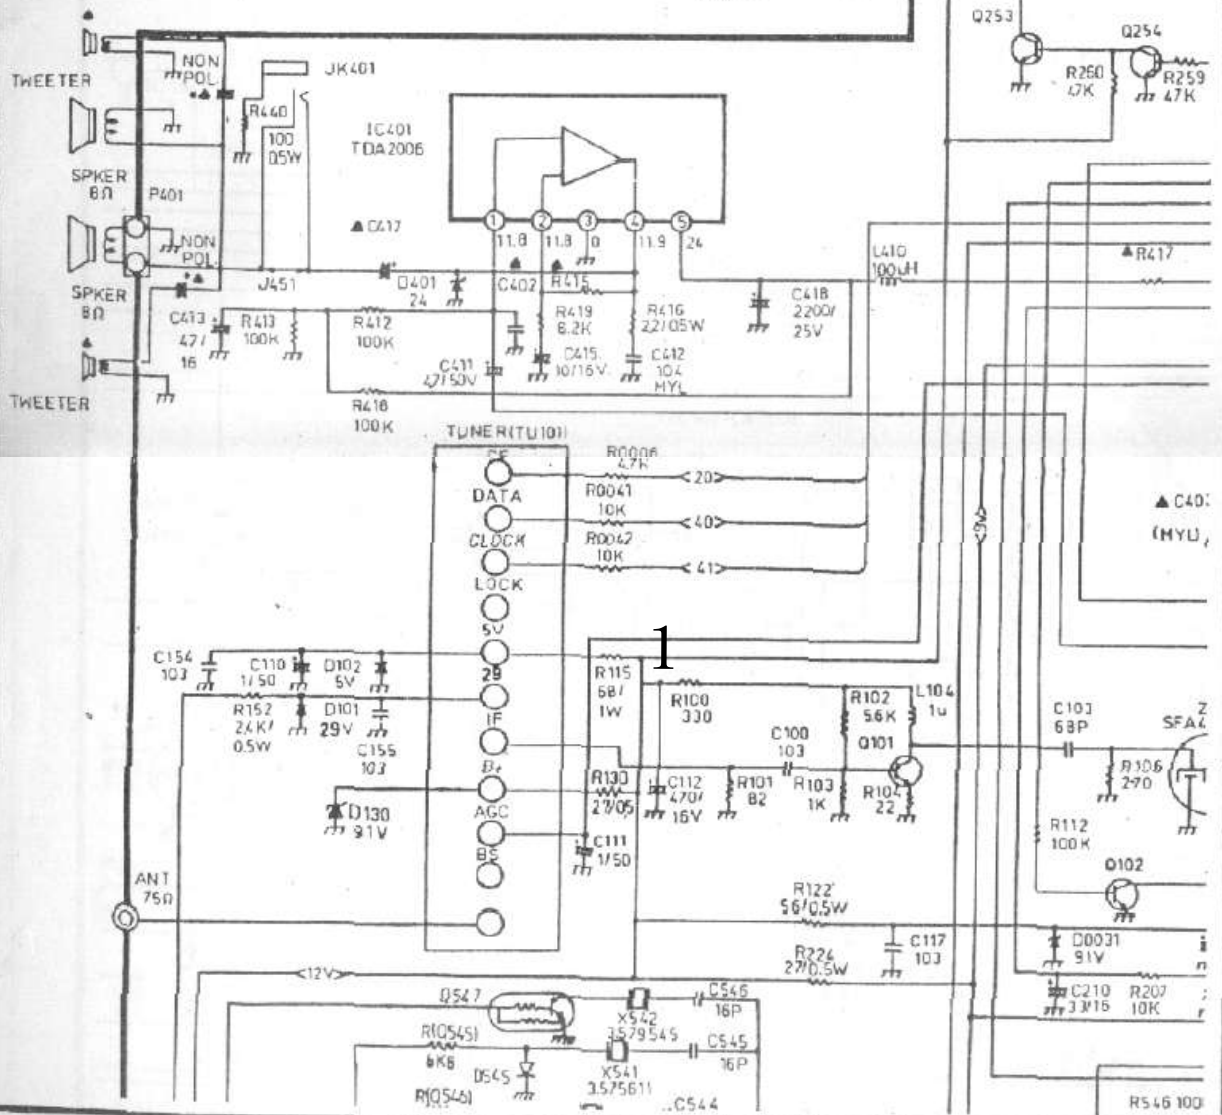 Q253
Q254
TWEETER
NON
POL.
JK401
R440
100
0.5W
IC401
TDA2006
R260
47K
R259
47K
SPKER
8Ω
P401
1
2
3
4
5
11.8
11.8
0
11.9
24
C417
NON
POL.
L410
100uH
R417
J451
D401
24
C402
R415
SPKER
8Ω
C413
47/
16
R413
100K
R412
100K
R419
8.2K
R416
2.2/0.5W
C418
2200/
25V
C411
4.7/50V
C415
10/16V
C412
104
MYL
TWEETER
R418
100K
TUNER(TU101)
R0006
4.7K
20
DATA
R0041
10K
40
CLOCK
R0042
10K
41
LOCK
9V
(MYL)
5V
1
C154
103
C110
1/50
D102
5V
29
R115
68/
1W
R152
2.4K/
0.5W
D101
29V
C155
103
IF
R100
330
R102
5.6K
L104
1u
C100
103
Q101
C103
68P
SFA4
B+
R130
27/05
C112
470/
16V
R101
82
R103
1K
R104
22
R106
270
D130
9.1V
AGC
C111
1/50
BS
R112
100K
Q102
ANT
75Ω
R122
56/0.5W
C117
103
D0031
9.1V
12V
R224
27/0.5W
C210
33/16
R207
10K
Q547
X542
3.579545
C546
16P
R(Q545)
6K8
D545
X541
3.575611
C545
16P
R(Q546)
C544
R546 100